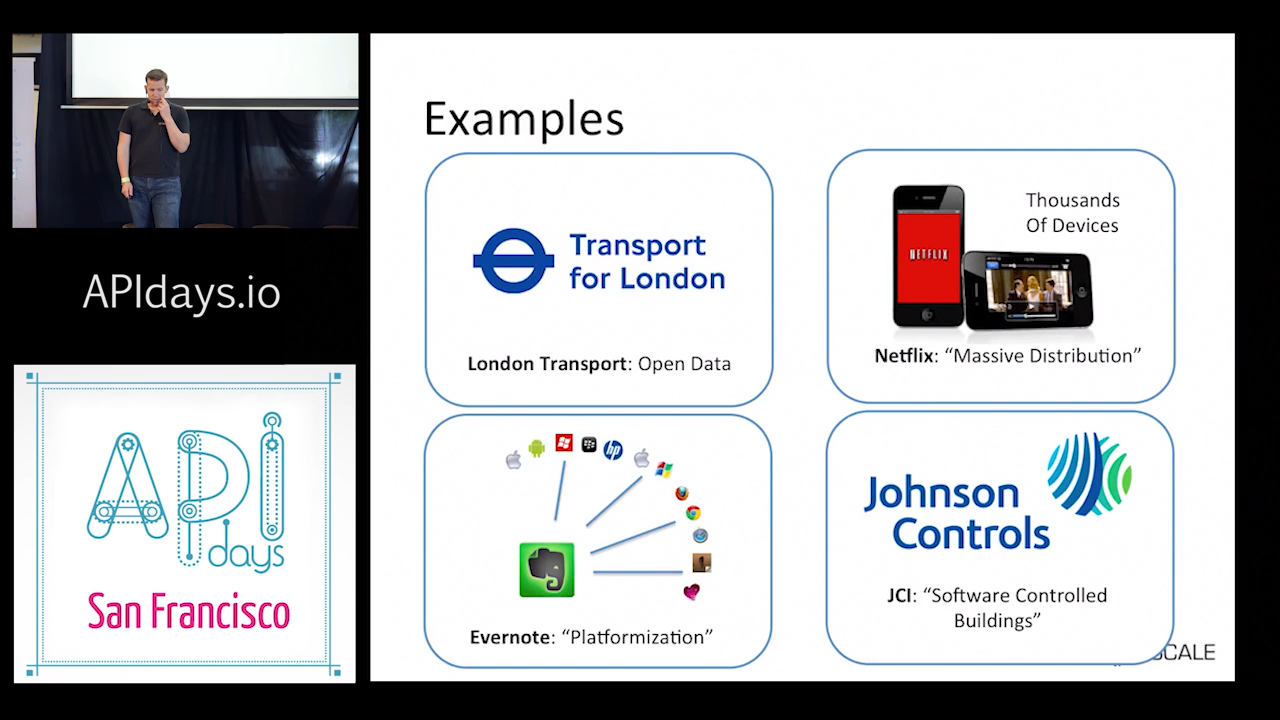 APIdays.io
API
days
San Francisco
Examples
Transport
for London
London Transport: Open Data
Thousands
Of Devices
NETFLIX
Netflix: “Massive Distribution”
hp
Evernote: “Platformization”
Johnson
Controls
JCI: “Software Controlled
Buildings”
SCALE